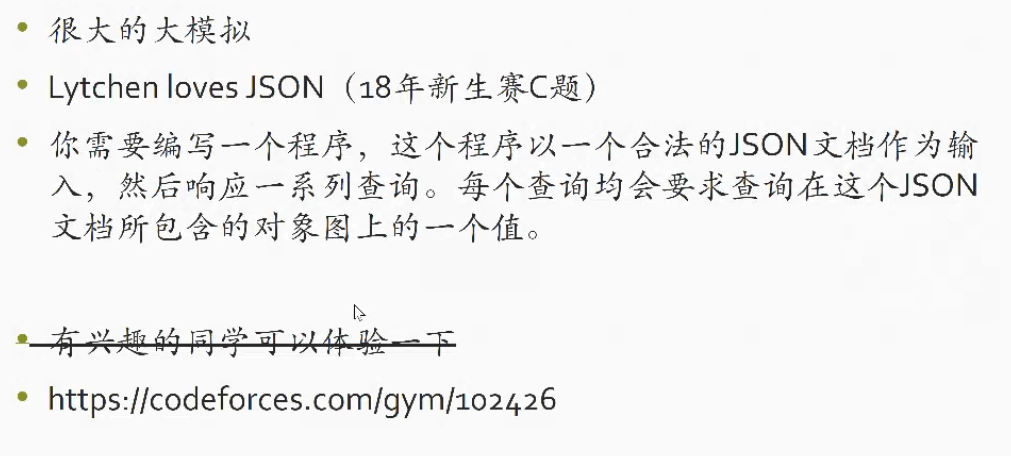 很大的大模拟
Lytchen loves JSON（18年新生赛C题）
你需要编写一个程序，这个程序以一个合法的JSON文档作为输
入，然后响应一系列查询。每个查询均会要求查询在这个JSON
文档所包含的对象图上的一个值。
有兴趣的同学可以体验一下
https://codeforces.com/gym/102426